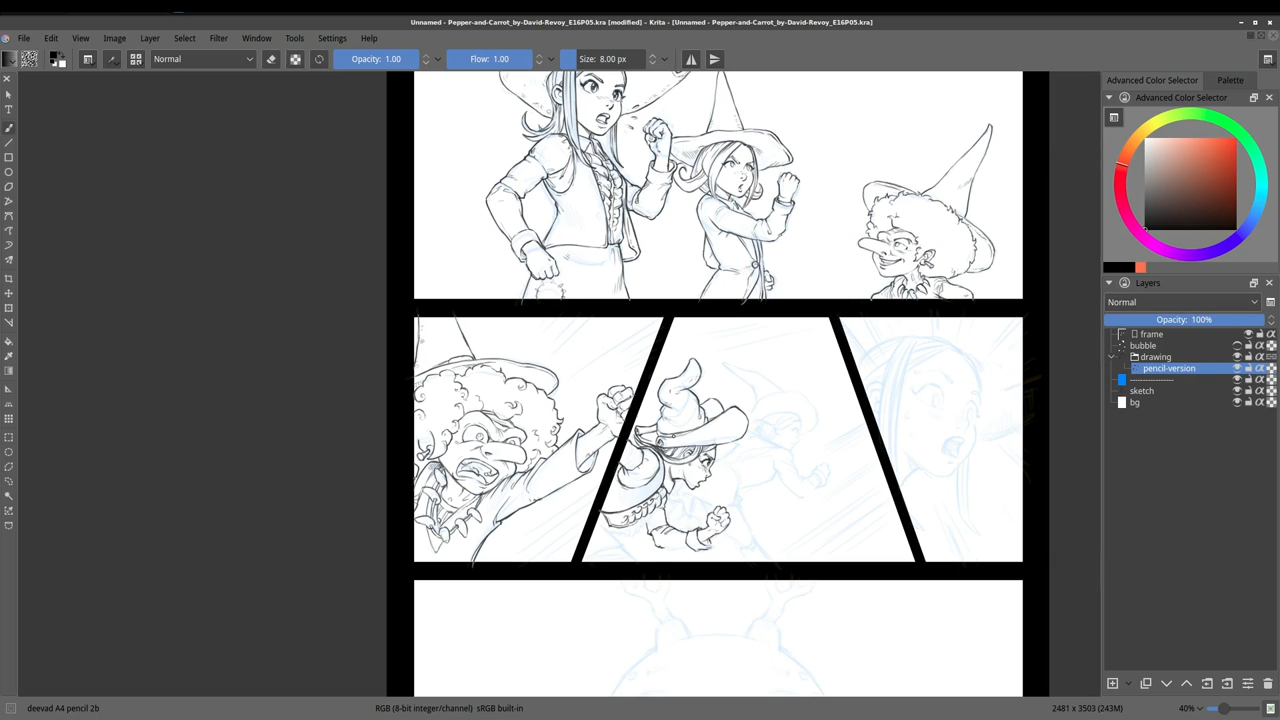 Unnamed - Pepper-and-Carrot_by-David-Revoy_E16P05.kra [modified] - Krita - [Unnamed - Pepper-and-Carrot_by-David-Revoy_E16P05.kra]
File Edit View Image Layer Select Filter Window Tools Settings Help
Normal Opacity: 1.00 Flow: 1.00 Size: 8.00 px
Advanced Color Selector Palette
Advanced Color Selector
Layers
Normal
Opacity: 100%
frame
bubble
drawing
pencil-version
----------------
sketch
bg
deevad A4 pencil 2b RGB (8-bit integer/channel) sRGB built-in 2481 x 3503 (243M) 40%